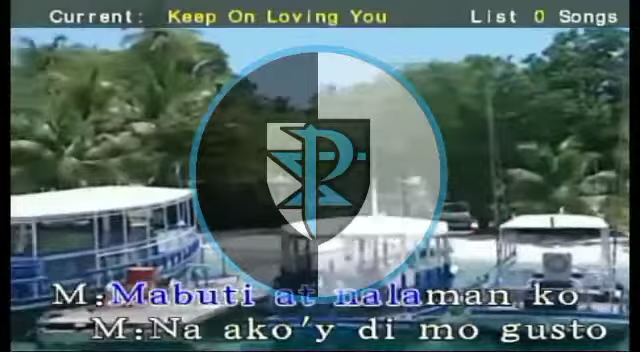 Current: Keep On Loving You List 0 Songs
M:Mabuti at nalaman ko
M:Na ako'y di mo gusto